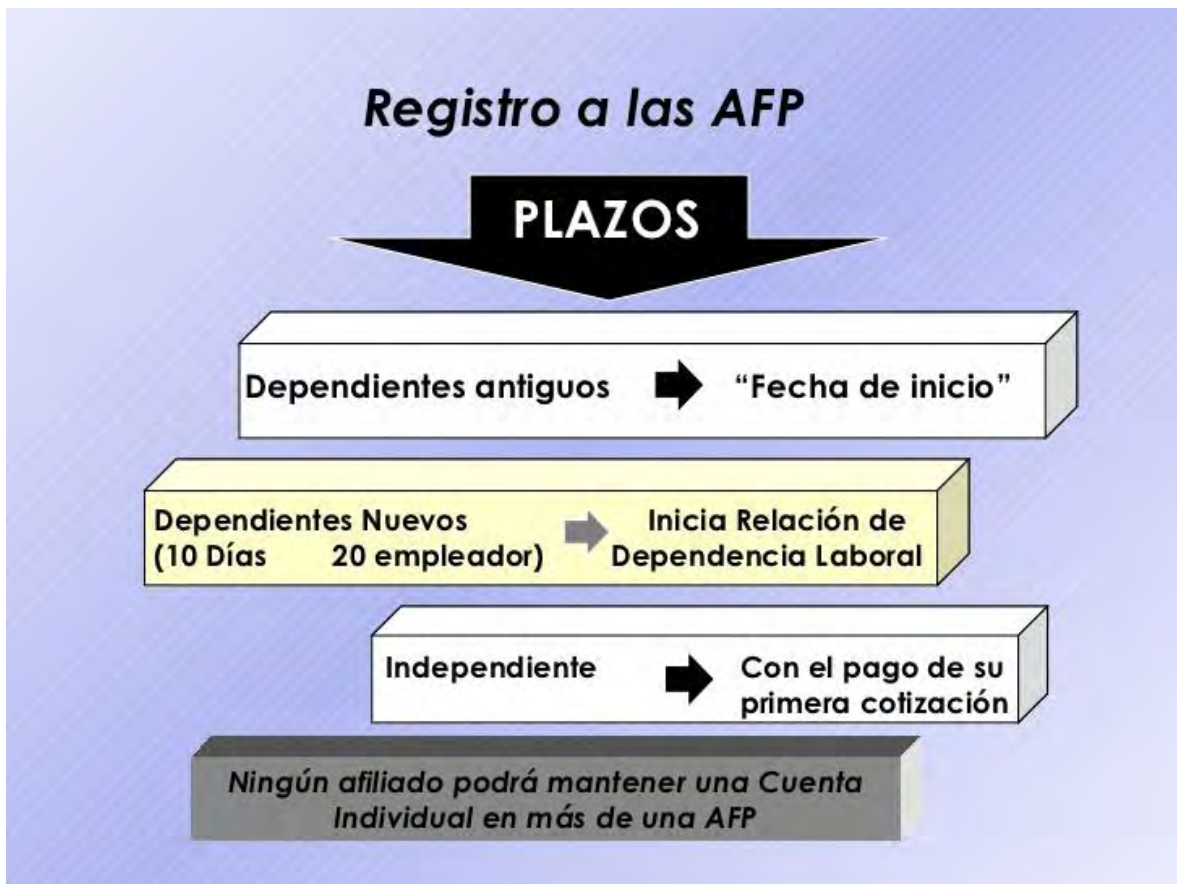 Registro a las AFP
PLAZOS
Dependientes antiguos
“Fecha de inicio”
Dependientes Nuevos
(10 Días 20 empleador)
Inicia Relación de
Dependencia Laboral
Independiente
Con el pago de su
primera cotización
Ningún afiliado podrá mantener una Cuenta
Individual en más de una AFP